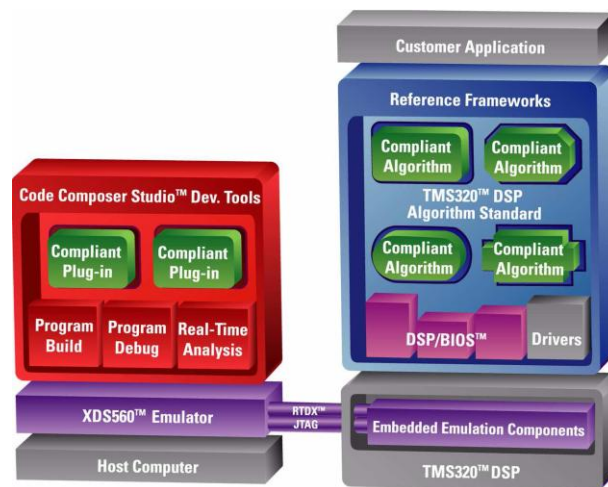 Customer Application
Reference Frameworks
Compliant
Algorithm
Compliant
Algorithm
TMS320™ DSP
Algorithm Standard
Compliant
Algorithm
Compliant
Algorithm
DSP/BIOS™
Drivers
Code Composer Studio™ Dev. Tools
Compliant
Plug-in
Compliant
Plug-in
Program
Build
Program
Debug
Real-Time
Analysis
XDS560™ Emulator
RTDX™
JTAG
Embedded Emulation Components
Host Computer
TMS320™ DSP